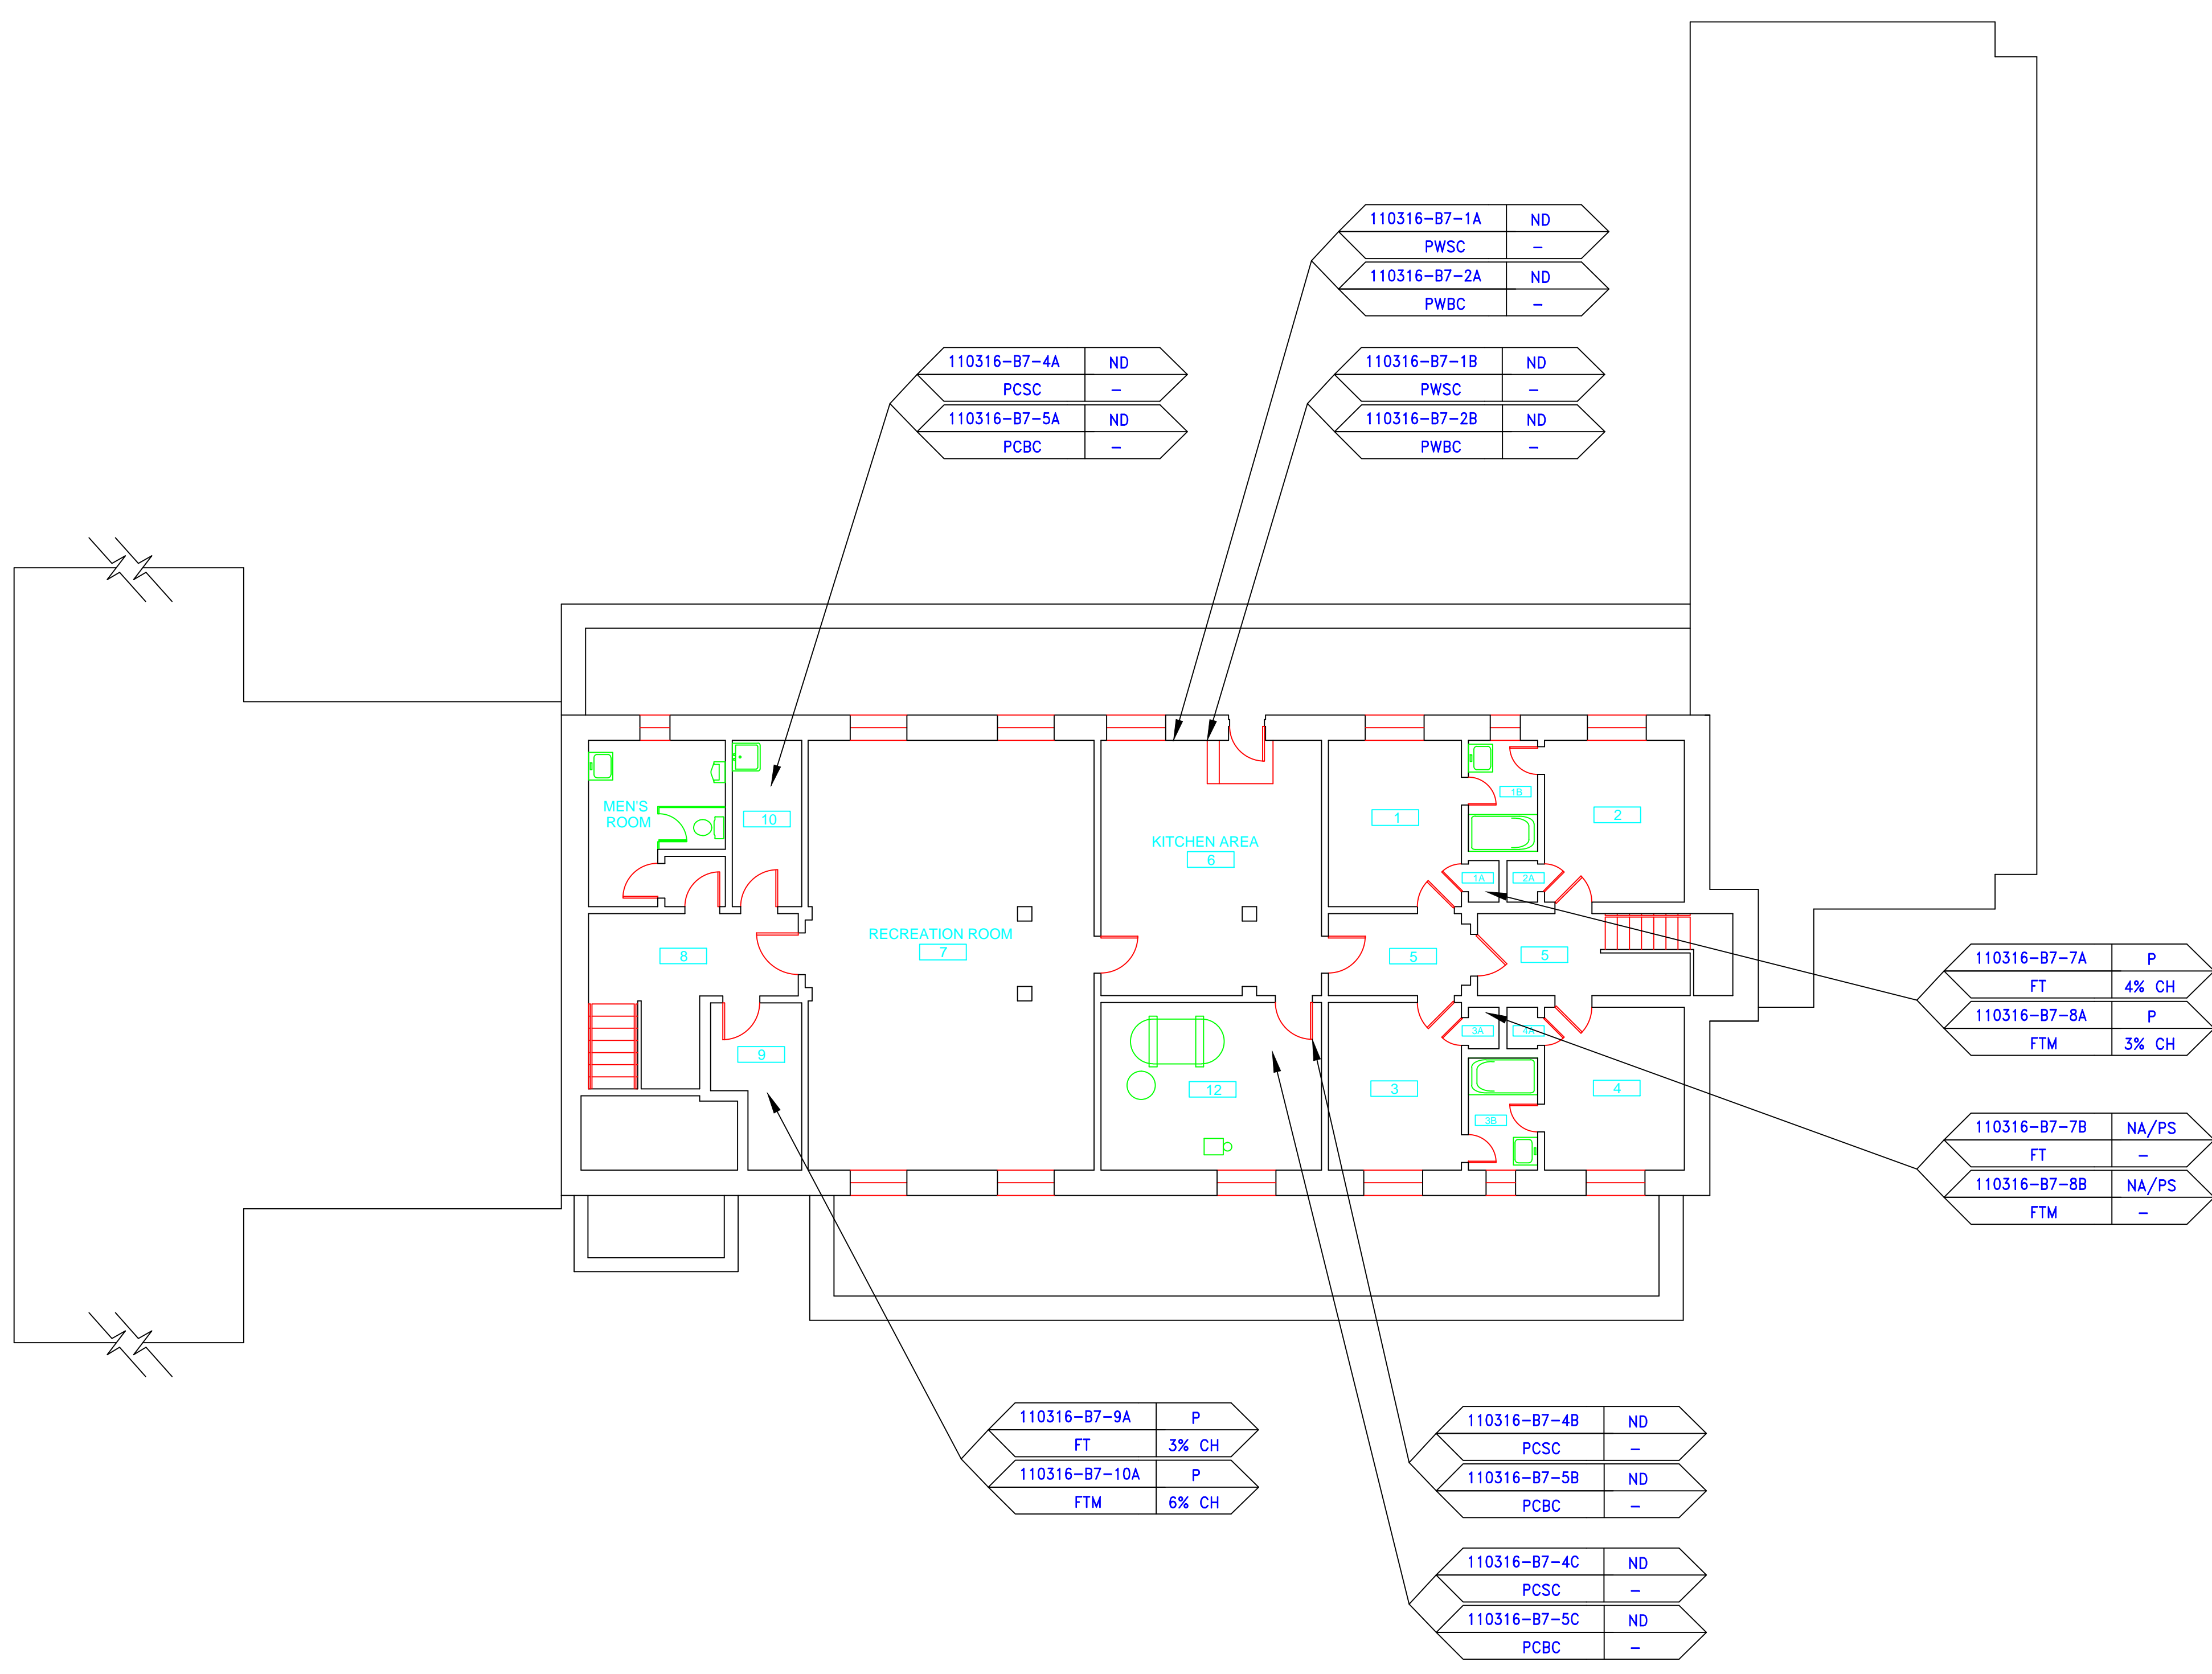 110316-B7-1A ND
PWSC -
110316-B7-2A ND
PWBC -
110316-B7-4A ND
PCSC -
110316-B7-5A ND
PCBC -
110316-B7-1B ND
PWSC -
110316-B7-2B ND
PWBC -
MEN'S
ROOM
10
KITCHEN AREA
6
1
1B
2
1A
2A
RECREATION ROOM
7
8
5
5
9
12
3A
4A
3
3B
4
110316-B7-7A P
FT 4% CH
110316-B7-8A P
FTM 3% CH
110316-B7-7B NA/PS
FT -
110316-B7-8B NA/PS
FTM -
110316-B7-9A P
FT 3% CH
110316-B7-10A P
FTM 6% CH
110316-B7-4B ND
PCSC -
110316-B7-5B ND
PCBC -
110316-B7-4C ND
PCSC -
110316-B7-5C ND
PCBC -